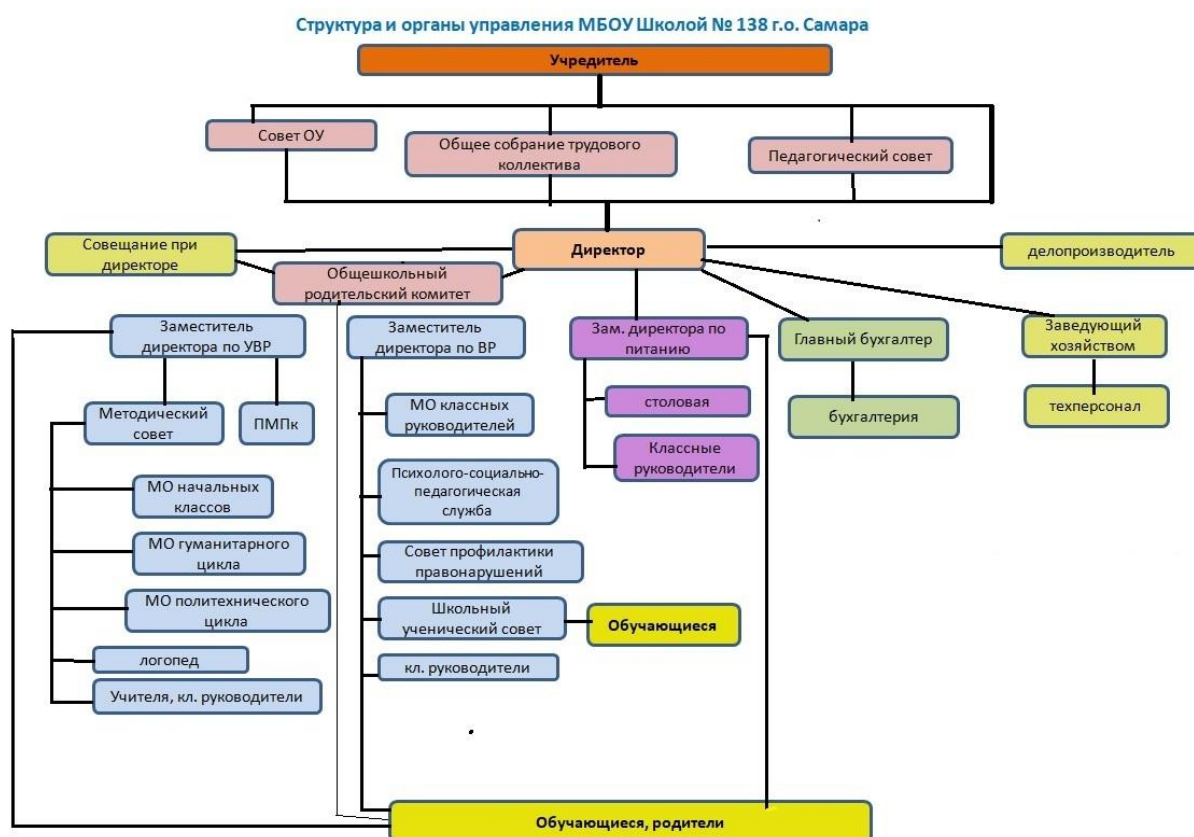 Структура и органы управления МБОУ Школой № 138 г.о. Самара
Учредитель
Совет ОУ
Общее собрание трудового
коллектива
Педагогический совет
Совещание при
директоре
Директор
делопроизводитель
Общешкольный
родительский комитет
Заместитель
директора по УВР
Заместитель
директора по ВР
Зам. директора по
питанию
Главный бухгалтер
Заведующий
хозяйством
Методический
совет
ПМПк
МО классных
руководителей
столовая
бухгалтерия
техперсонал
Классные
руководители
МО начальных
классов
Психолого-социально-
педагогическая
служба
МО гуманитарного
цикла
Совет профилактики
правонарушений
МО политехнического
цикла
Школьный
ученический совет
Обучающиеся
логопед
кл. руководители
Учителя, кл. руководители
Обучающиеся, родители